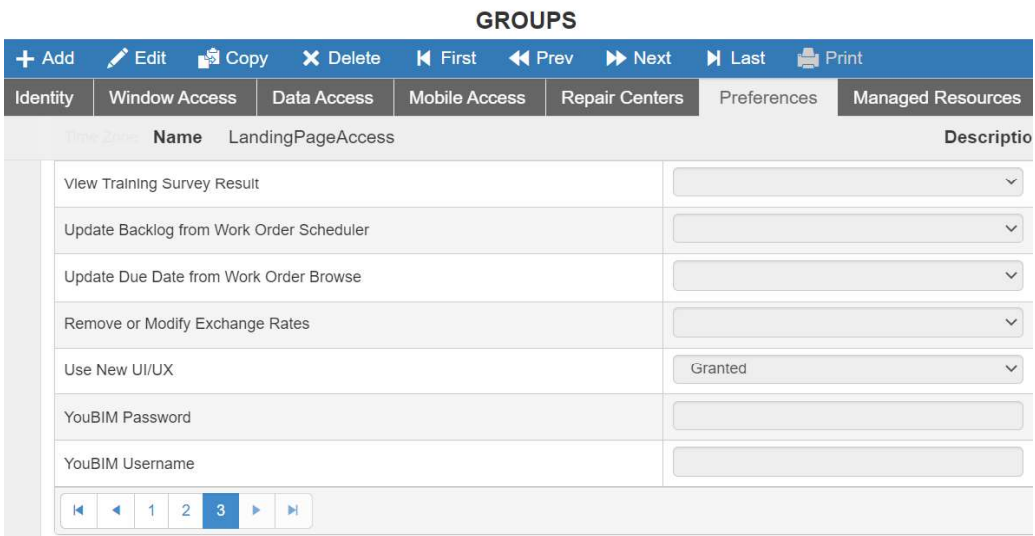 GROUPS
Add Edit Copy Delete First Prev Next Last Print
Identity Window Access Data Access Mobile Access Repair Centers Preferences Managed Resources
Time Zone Name LandingPageAccess Descriptio
View Training Survey Result
Update Backlog from Work Order Scheduler
Update Due Date from Work Order Browse
Remove or Modify Exchange Rates
Use New UI/UX Granted
YouBIM Password
YouBIM Username
1 2 3